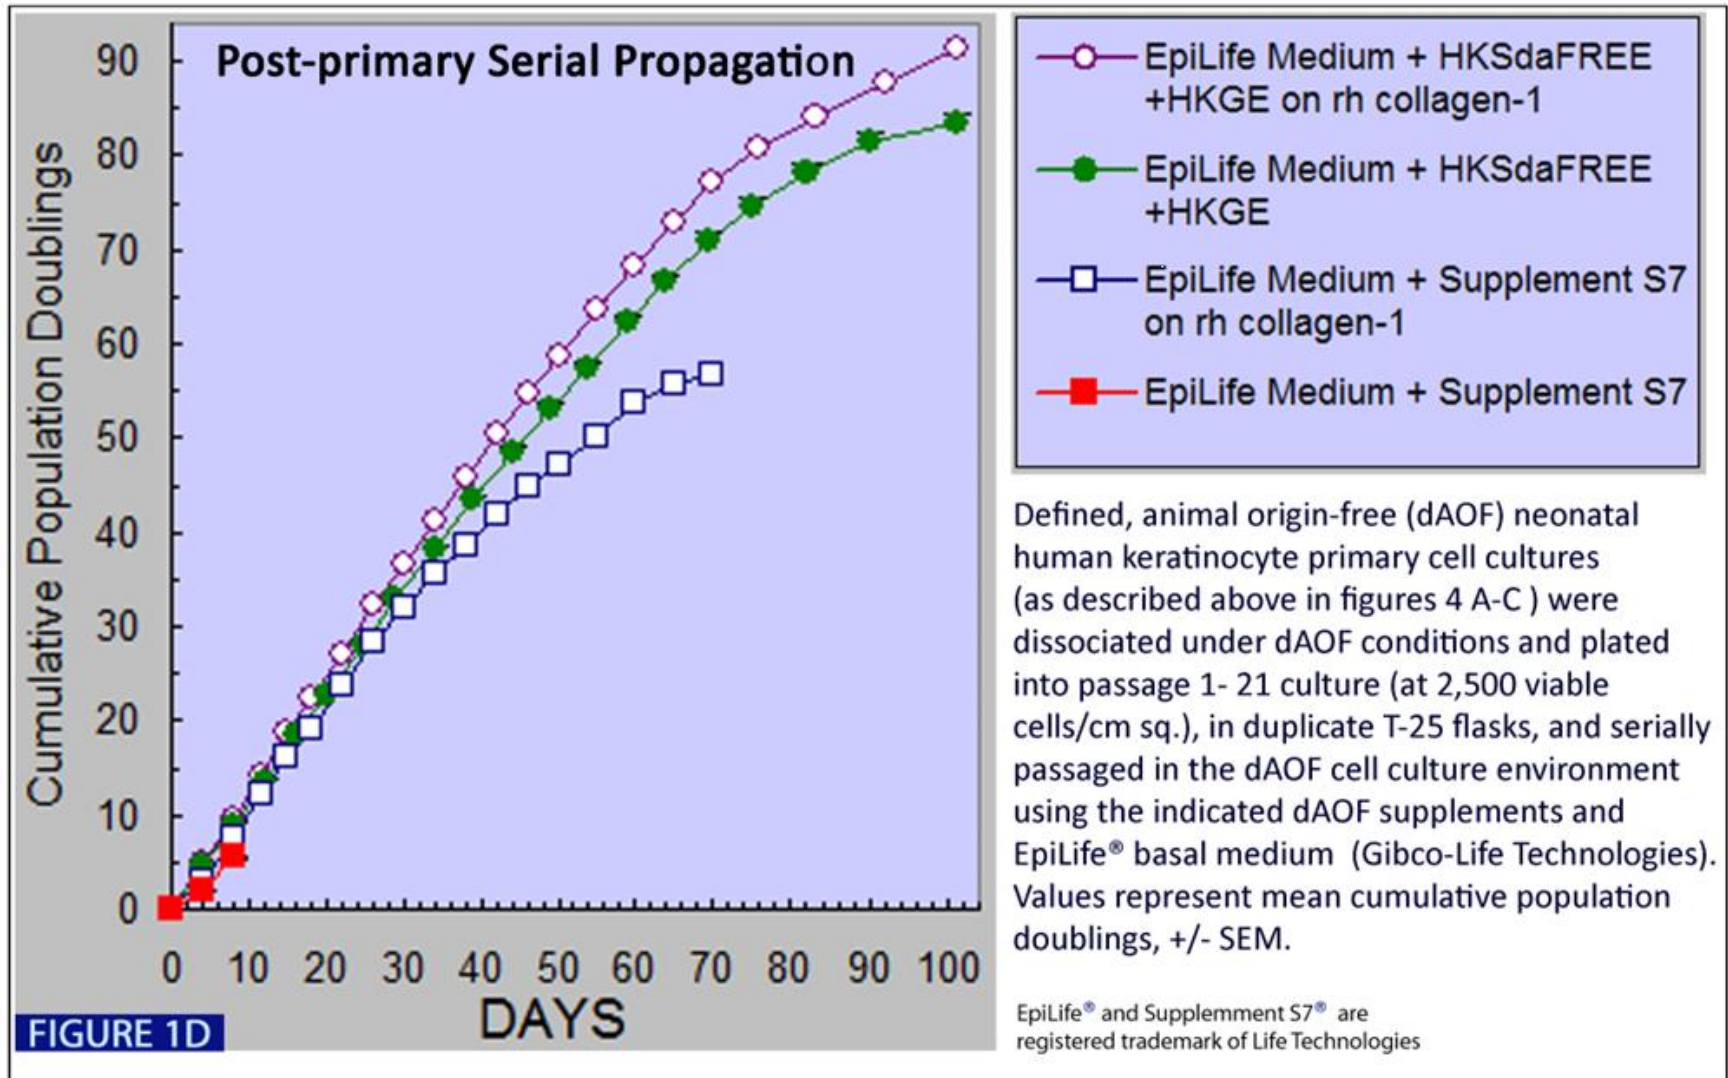 Post-primary Serial Propagation
Cumulative Population Doublings
90
80
70
60
50
40
30
20
10
0
0 10 20 30 40 50 60 70 80 90 100
DAYS
FIGURE 1D
EpiLife Medium + HKSdaFREE
+HKGE on rh collagen-1
EpiLife Medium + HKSdaFREE
+HKGE
EpiLife Medium + Supplement S7
on rh collagen-1
EpiLife Medium + Supplement S7
Defined, animal origin-free (dAOF) neonatal
human keratinocyte primary cell cultures
(as described above in figures 4 A-C ) were
dissociated under dAOF conditions and plated
into passage 1- 21 culture (at 2,500 viable
cells/cm sq.), in duplicate T-25 flasks, and serially
passaged in the dAOF cell culture environment
using the indicated dAOF supplements and
EpiLife® basal medium (Gibco-Life Technologies).
Values represent mean cumulative population
doublings, +/- SEM.
EpiLife® and Supplemment S7® are
registered trademark of Life Technologies